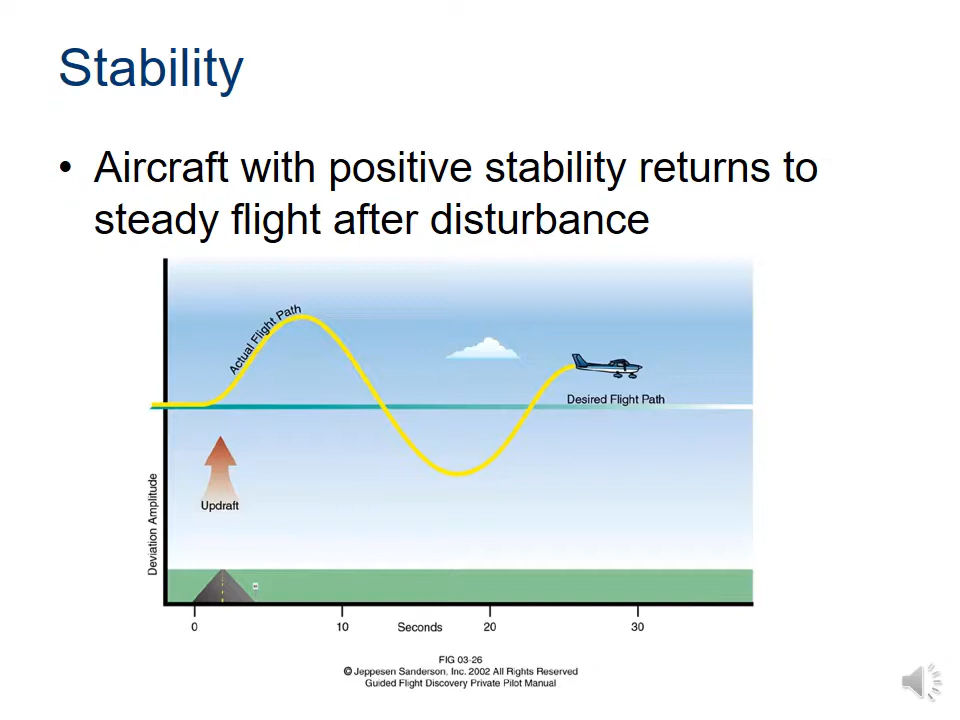 Stability
• Aircraft with positive stability returns to
steady flight after disturbance
Actual Flight Path
Desired Flight Path
Updraft
Deviation Amplitude
0 10 Seconds 20 30
FIG 03-26
© Jeppesen Sanderson, Inc. 2002 All Rights Reserved
Guided Flight Discovery Private Pilot Manual